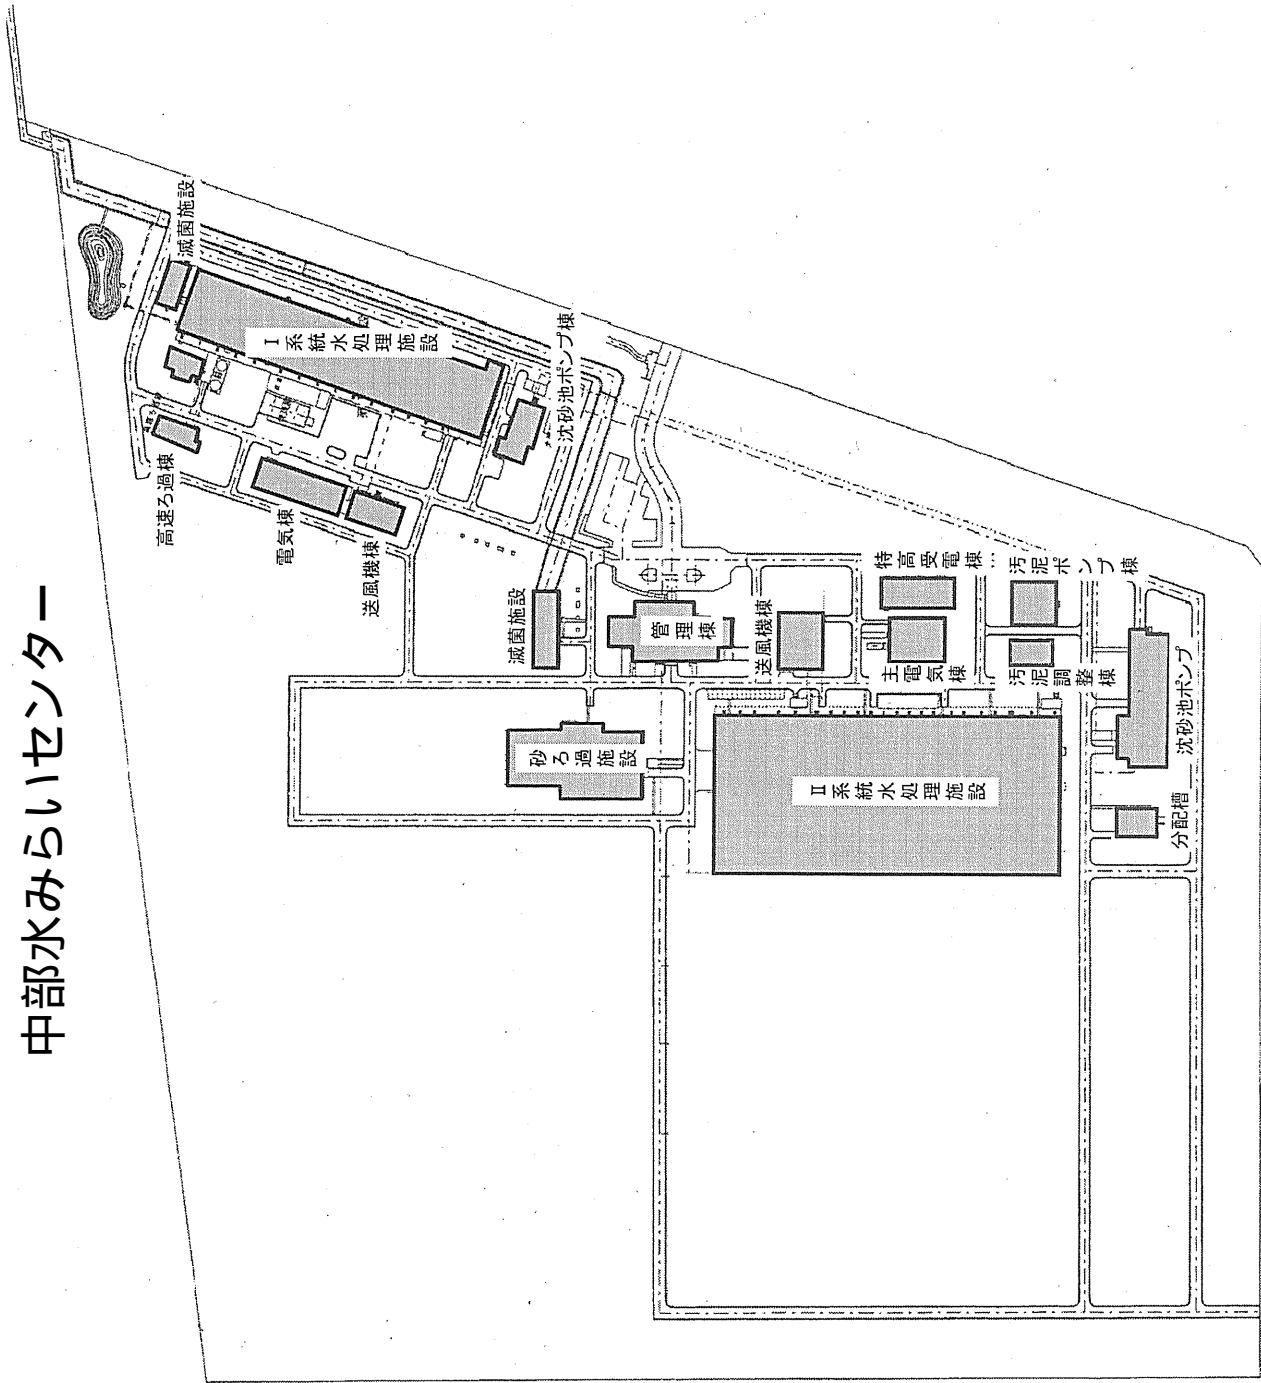 中部水みらいセンター
滅菌施設
Ⅰ系統水処理施設
沈砂池ポンプ棟
高速ろ過棟
電気棟
送風機棟
滅菌施設
管理棟
送風機棟
特高受電棟
汚泥ポンプ棟
主電気棟
汚泥調整棟
砂ろ過施設
Ⅱ系統水処理施設
沈砂池ポンプ
分配槽